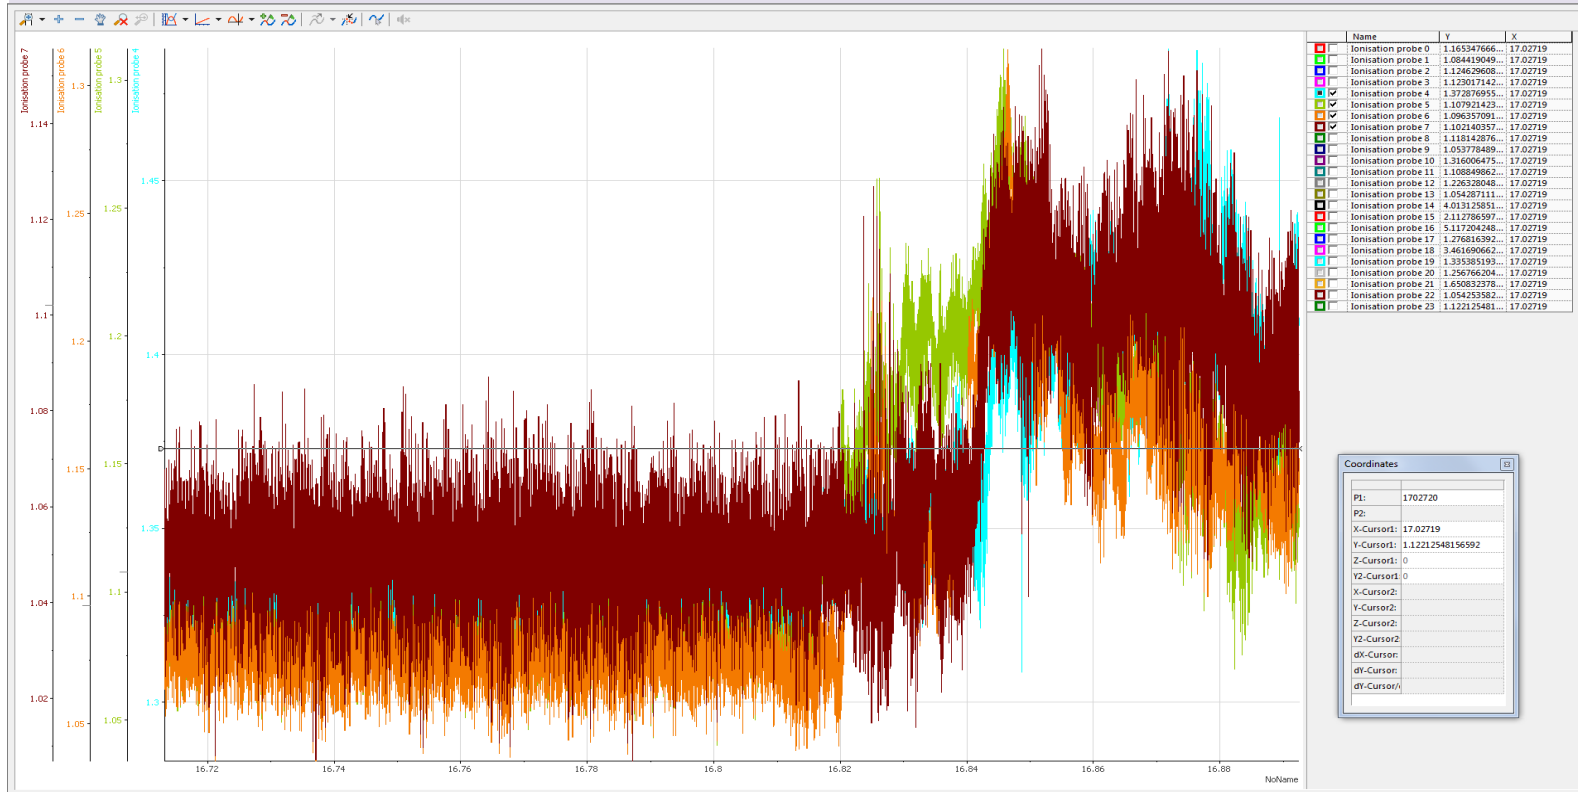 Name Y X
Ionisation probe 0 1.165347666... 17.02719
Ionisation probe 1 1.084419049... 17.02719
Ionisation probe 2 1.124629608... 17.02719
Ionisation probe 3 1.123017142... 17.02719
Ionisation probe 4 1.372876955... 17.02719
Ionisation probe 5 1.107921423... 17.02719
Ionisation probe 6 1.096357091... 17.02719
Ionisation probe 7 1.102140357... 17.02719
Ionisation probe 8 1.118142876... 17.02719
Ionisation probe 9 1.053778489... 17.02719
Ionisation probe 10 1.316006475... 17.02719
Ionisation probe 11 1.108849862... 17.02719
Ionisation probe 12 1.226328048... 17.02719
Ionisation probe 13 1.054287111... 17.02719
Ionisation probe 14 4.013125851... 17.02719
Ionisation probe 15 2.112786597... 17.02719
Ionisation probe 16 5.117204248... 17.02719
Ionisation probe 17 1.276816392... 17.02719
Ionisation probe 18 3.461690662... 17.02719
Ionisation probe 19 1.335385193... 17.02719
Ionisation probe 20 1.256766204... 17.02719
Ionisation probe 21 1.650832378... 17.02719
Ionisation probe 22 1.054253582... 17.02719
Ionisation probe 23 1.122125481... 17.02719
Ionisation probe 7
1.14
1.12
1.1
1.08
1.06
1.04
1.02
Ionisation probe 6
1.3
1.25
1.2
1.15
1.1
1.05
Ionisation probe 5
1.3
1.25
1.2
1.15
1.1
1.05
Ionisation probe 4
1.45
1.4
1.35
1.3
16.72 16.74 16.76 16.78 16.8 16.82 16.84 16.86 16.88
NoName
Coordinates
P1: 1702720
P2:
X-Cursor1: 17.02719
Y-Cursor1: 1.12212548156592
Z-Cursor1: 0
Y2-Cursor1: 0
X-Cursor2:
Y-Cursor2:
Z-Cursor2:
Y2-Cursor2
dX-Cursor:
dY-Cursor:
dY-Cursor/